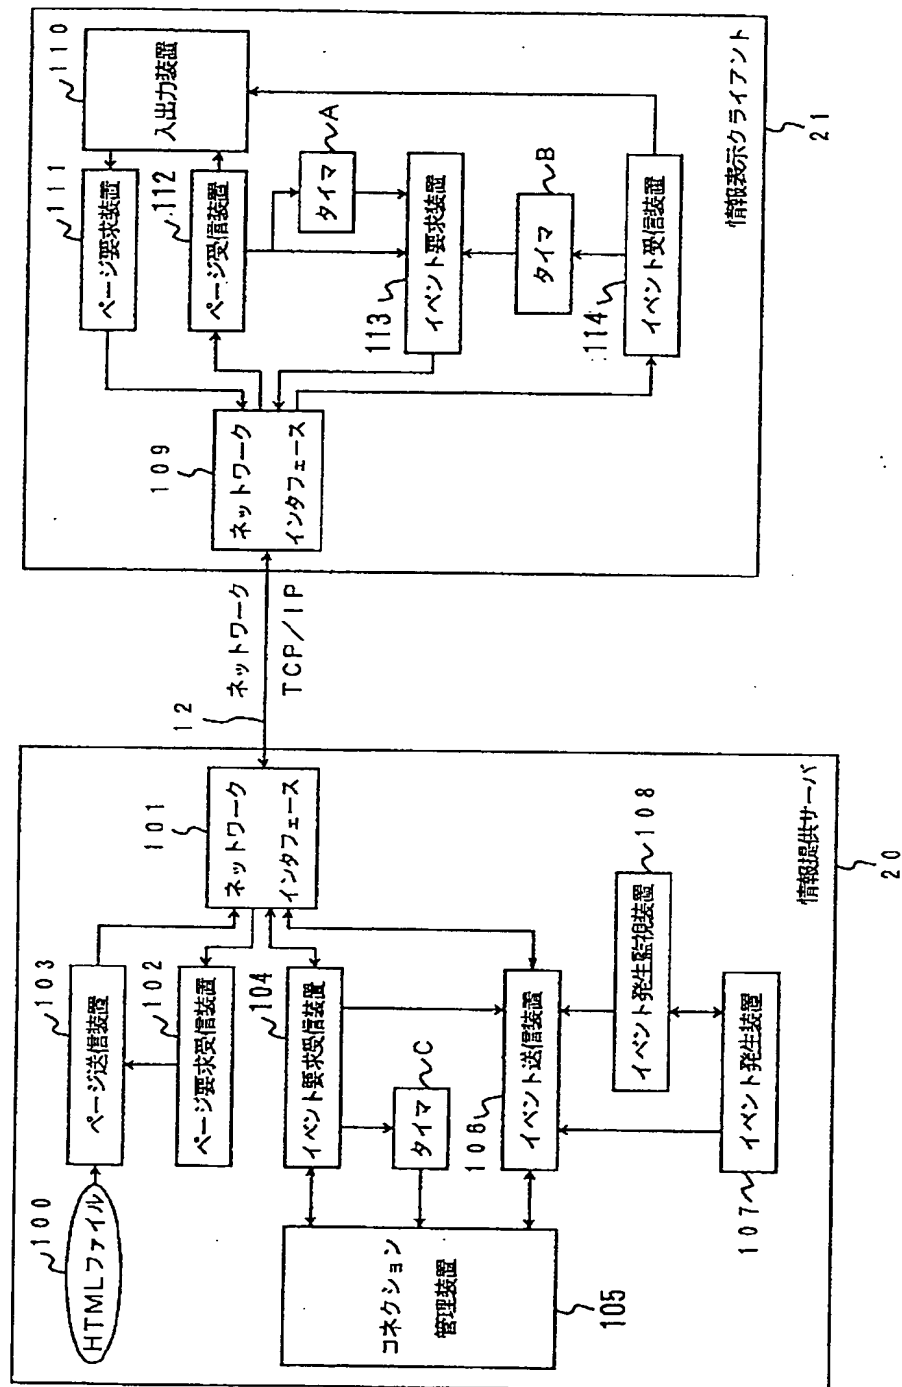 100
HTMLファイル
103
ページ送信装置
102
ページ要求受信装置
104
イベント要求受信装置
タイマ
C
コネクション
管理装置
105
106
イベント送信装置
107
イベント発生装置
イベント発生監視装置
108
101
ネットワーク
インタフェース
情報提供サーバ
20
12
ネットワーク
TCP/IP
109
ネットワーク
インタフェース
111
ページ要求装置
110
入出力装置
112
ページ受信装置
タイマ
A
113
イベント要求装置
タイマ
B
114
イベント受信装置
情報表示クライアント
21